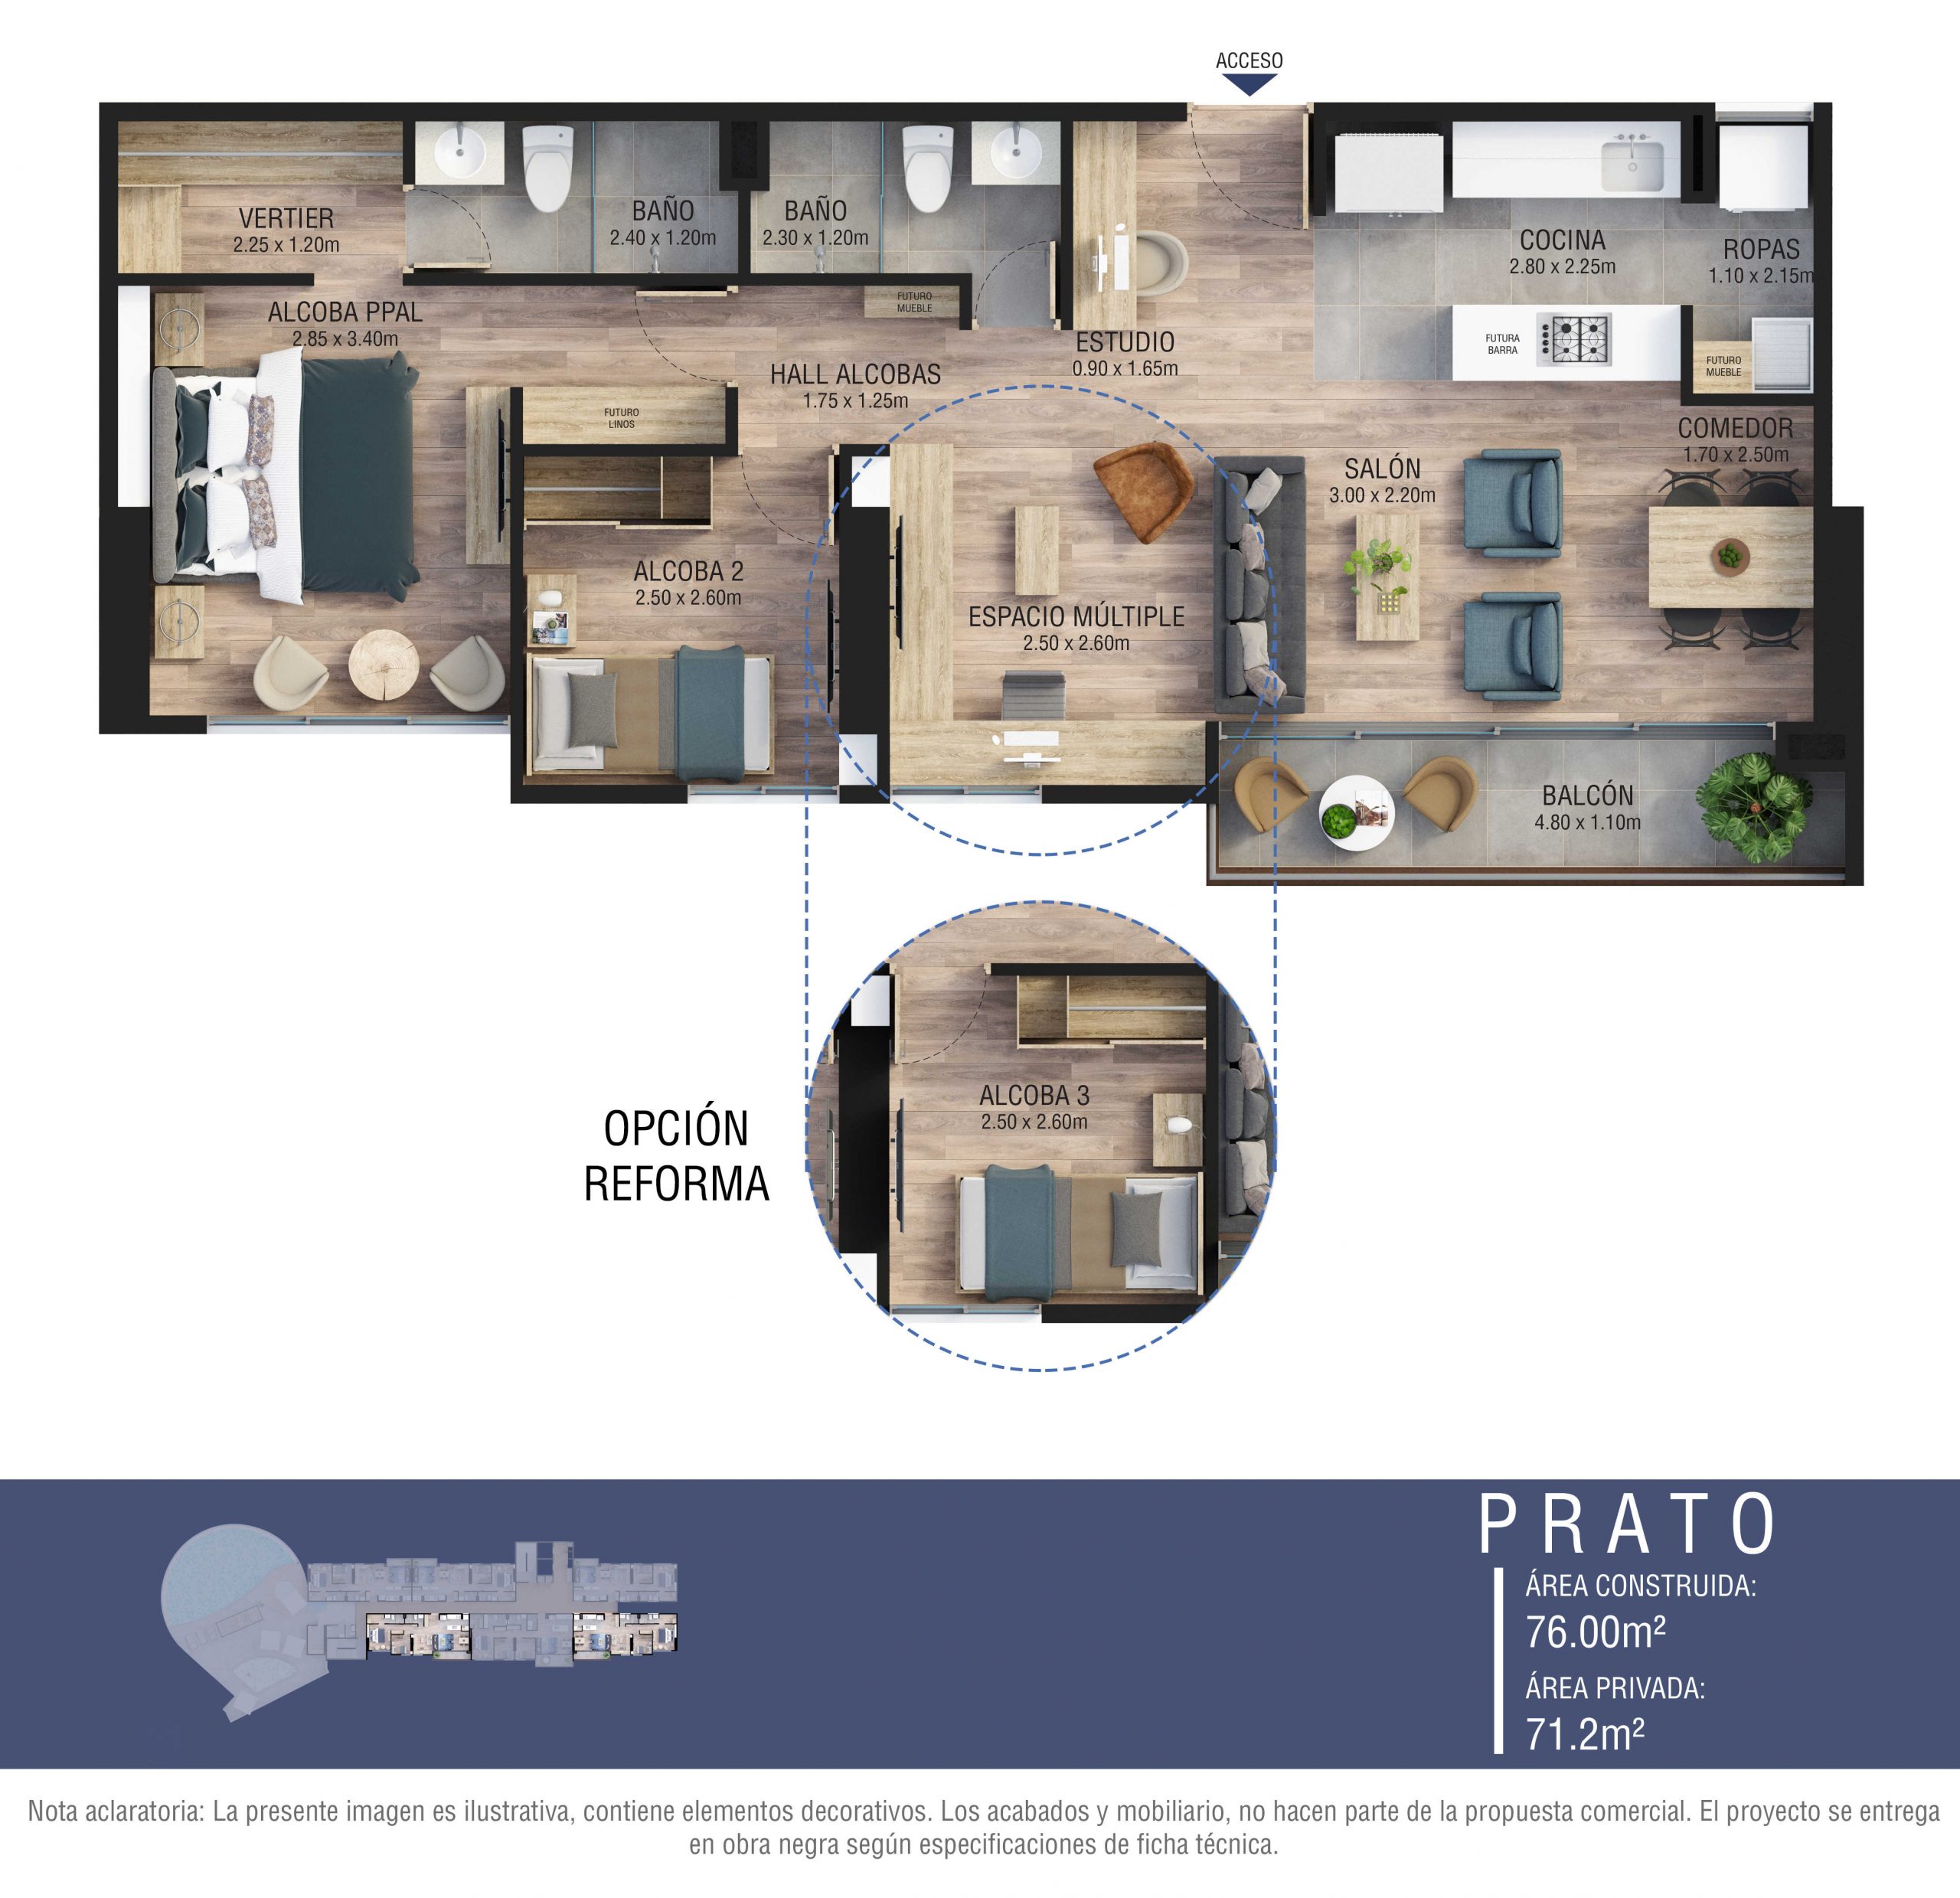 ACCESO
VERTIER
2.25 x 1.20m
BAÑO
2.40 x 1.20m
BAÑO
2.30 x 1.20m
COCINA
2.80 x 2.25m
ROPAS
1.10 x 2.15m
ALCOBA PPAL
2.85 x 3.40m
FUTURO
MUEBLE
ESTUDIO
0.90 x 1.65m
FUTURA
BARRA
FUTURO
MUEBLE
HALL ALCOBAS
1.75 x 1.25m
FUTURO
LINOS
COMEDOR
1.70 x 2.50m
SALÓN
3.00 x 2.20m
ALCOBA 2
2.50 x 2.60m
ESPACIO MÚLTIPLE
2.50 x 2.60m
BALCÓN
4.80 x 1.10m
ALCOBA 3
2.50 x 2.60m
OPCIÓN
REFORMA
PRATO
ÁREA CONSTRUIDA:
76.00m²
ÁREA PRIVADA:
71.2m²
Nota aclaratoria: La presente imagen es ilustrativa, contiene elementos decorativos. Los acabados y mobiliario, no hacen parte de la propuesta comercial. El proyecto se entrega
en obra negra según especificaciones de ficha técnica.